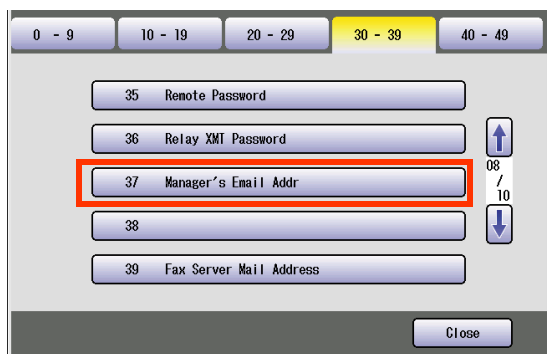 0 - 9 10 - 19 20 - 29 30 - 39 40 - 49
35 Remote Password
36 Relay XMT Password
37 Manager's Email Addr
08
/
10
38
39 Fax Server Mail Address
Close